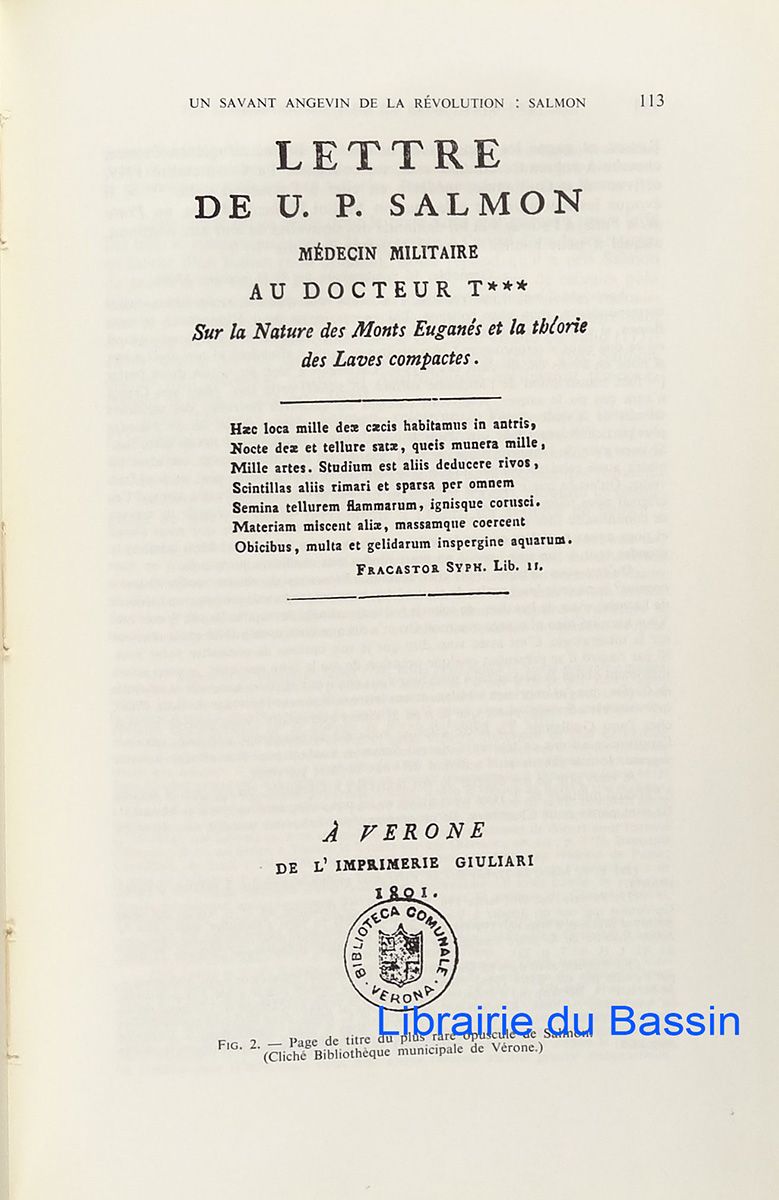 UN SAVANT ANGEVIN DE LA RÉVOLUTION : SALMON 113
LETTRE
DE U. P. SALMON
MÉDECIN MILITAIRE
AU DOCTEUR T***
Sur la Nature des Monts Euganés et la théorie
des Laves compactes.
Hæc loca mille deæ cæcis habitamus in antris,
Nocte deæ et tellure satæ, queis munera mille,
Mille artes. Studium est aliis deducere rivos,
Scintillas aliis rimari et sparsa per omnem
Semina tellurem flammarum, ignisque corusci.
Materiam miscent aliæ, massamque coercent
Obicibus, multa et gelidarum inspergine aquarum.
FRACASTOR SYPH. Lib. II.
À VERONE
DE L' IMPRIMERIE GIULIARI
1801.
BIBLIOTECA COMUNALE
· VERONA ·
Librairie du Bassin
FIG. 2. — Page de titre du plus rare opuscule de Salmon
(Cliché Bibliothèque municipale de Vérone.)